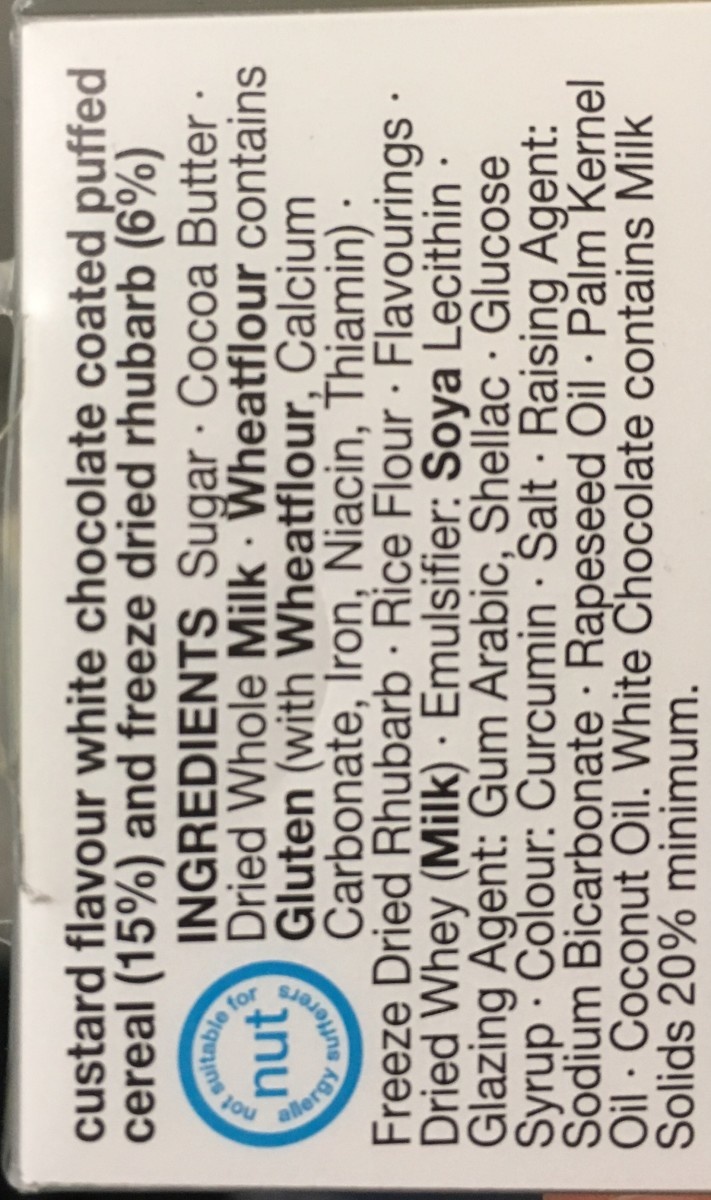 custard flavour white chocolate coated puffed
cereal (15%) and freeze dried rhubarb (6%)
not suitable for
nut
allergy sufferers
INGREDIENTS Sugar · Cocoa Butter ·
Dried Whole Milk · Wheatflour contains
Gluten (with Wheatflour, Calcium
Carbonate, Iron, Niacin, Thiamin) ·
Freeze Dried Rhubarb · Rice Flour · Flavourings ·
Dried Whey (Milk) · Emulsifier: Soya Lecithin ·
Glazing Agent: Gum Arabic, Shellac · Glucose
Syrup · Colour: Curcumin · Salt · Raising Agent:
Sodium Bicarbonate · Rapeseed Oil · Palm Kernel
Oil · Coconut Oil. White Chocolate contains Milk
Solids 20% minimum.